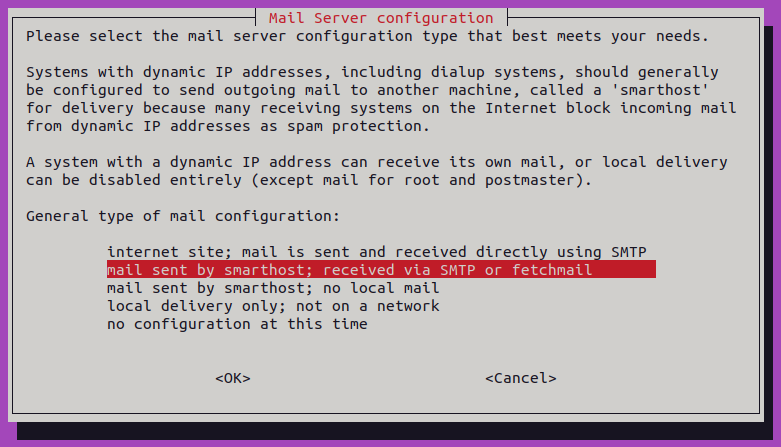 Mail Server configuration
Please select the mail server configuration type that best meets your needs.
Systems with dynamic IP addresses, including dialup systems, should generally
be configured to send outgoing mail to another machine, called a 'smarthost'
for delivery because many receiving systems on the Internet block incoming mail
from dynamic IP addresses as spam protection.
A system with a dynamic IP address can receive its own mail, or local delivery
can be disabled entirely (except mail for root and postmaster).
General type of mail configuration:
internet site; mail is sent and received directly using SMTP
mail sent by smarthost; received via SMTP or fetchmail
mail sent by smarthost; no local mail
local delivery only; not on a network
no configuration at this time
<OK> <Cancel>